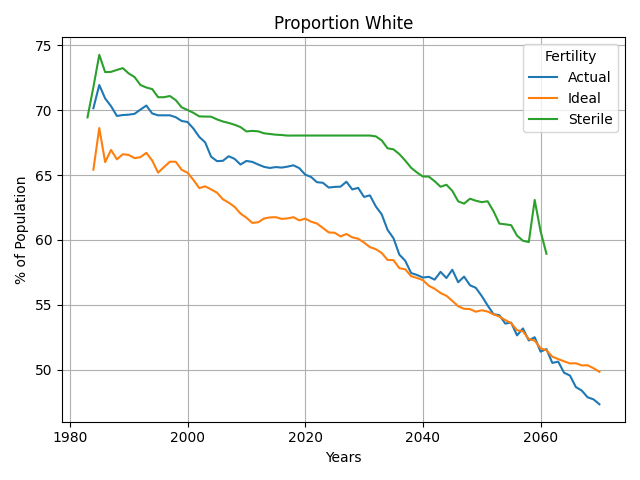 Proportion White
Fertility
Actual
Ideal
Sterile
% of Population
75
70
65
60
55
50
1980
2000
2020
2040
2060
Years